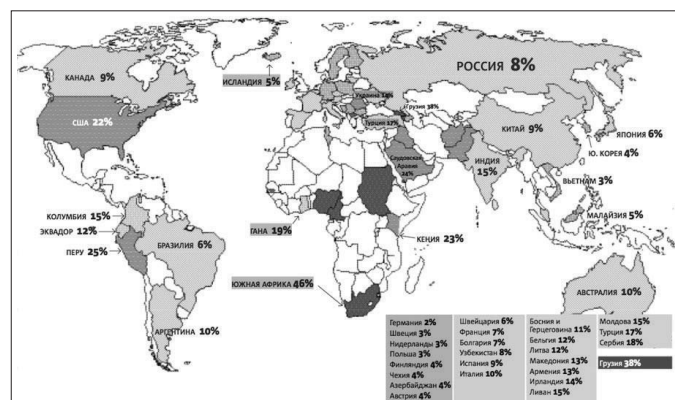 КАНАДА 9%
США 22%
ИСЛАНДИЯ 5%
РОССИЯ 8%
Украина 14%
Грузия 38%
Турция 17%
Саудовская
Аравия
24%
КИТАЙ 9%
ЯПОНИЯ 6%
Ю. КОРЕЯ 4%
ИНДИЯ
15%
ВЬЕТНАМ 3%
МАЛАЙЗИЯ 5%
КОЛУМБИЯ 15%
ЭКВАДОР 12%
ПЕРУ 25%
БРАЗИЛИЯ 6%
АРГЕНТИНА 10%
ГАНА 19%
КЕНИЯ 23%
ЮЖНАЯ АФРИКА 46%
АВСТРАЛИЯ 10%
Германия 2%
Швеция 3%
Нидерланды 3%
Польша 3%
Финляндия 4%
Чехия 4%
Азербайджан 4%
Австрия 4%
Швейцария 6%
Франция 7%
Болгария 7%
Узбекистан 8%
Испания 9%
Италия 10%
Босния и
Герцеговина 11%
Бельгия 12%
Литва 12%
Македония 13%
Армения 13%
Ирландия 14%
Ливан 15%
Молдова 15%
Турция 17%
Сербия 18%
Грузия 38%